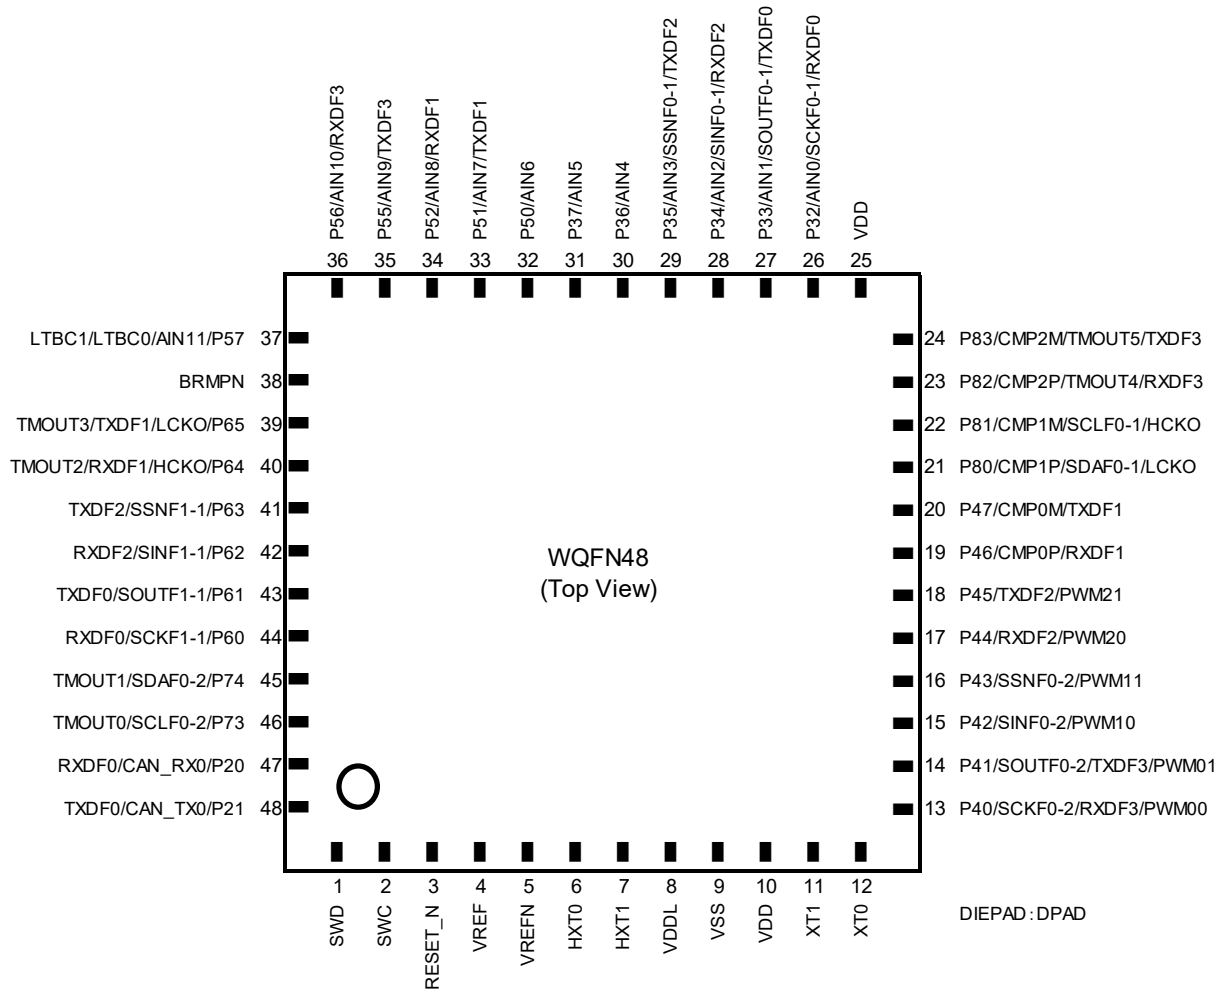 P56/AIN10/RXDF3
P55/AIN9/TXDF3
P52/AIN8/RXDF1
P51/AIN7/TXDF1
P50/AIN6
P37/AIN5
P36/AIN4
P35/AIN3/SSNF0-1/TXDF2
P34/AIN2/SINF0-1/RXDF2
P33/AIN1/SOUTF0-1/TXDF0
P32/AIN0/SCKF0-1/RXDF0
VDD
36 35 34 33 32 31 30 29 28 27 26 25
LTBC1/LTBC0/AIN11/P57 37
BRMPN 38
TMOUT3/TXDF1/LCKO/P65 39
TMOUT2/RXDF1/HCKO/P64 40
TXDF2/SSNF1-1/P63 41
RXDF2/SINF1-1/P62 42
TXDF0/SOUTF1-1/P61 43
RXDF0/SCKF1-1/P60 44
TMOUT1/SDAF0-2/P74 45
TMOUT0/SCLF0-2/P73 46
RXDF0/CAN_RX0/P20 47
TXDF0/CAN_TX0/P21 48
WQFN48
(Top View)
24 P83/CMP2M/TMOUT5/TXDF3
23 P82/CMP2P/TMOUT4/RXDF3
22 P81/CMP1M/SCLF0-1/HCKO
21 P80/CMP1P/SDAF0-1/LCKO
20 P47/CMP0M/TXDF1
19 P46/CMP0P/RXDF1
18 P45/TXDF2/PWM21
17 P44/RXDF2/PWM20
16 P43/SSNF0-2/PWM11
15 P42/SINF0-2/PWM10
14 P41/SOUTF0-2/TXDF3/PWM01
13 P40/SCKF0-2/RXDF3/PWM00
1 2 3 4 5 6 7 8 9 10 11 12
SWD
SWC
RESET_N
VREF
VREFN
HXT0
HXT1
VDDL
VSS
VDD
XT1
XT0
DIEPAD:DPAD